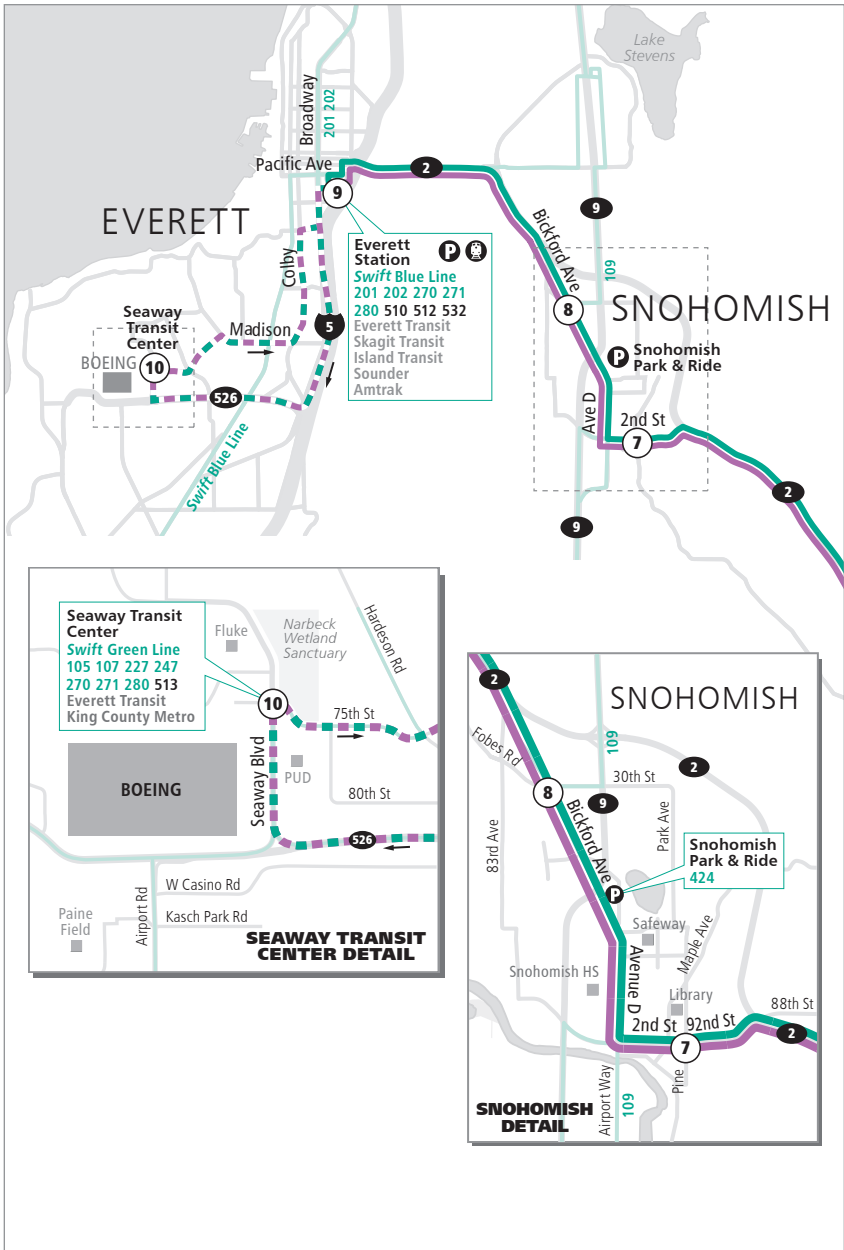 Lake
Stevens
Broadway
201 202
Pacific Ave
2
9
9
EVERETT
Bickford Ave
109
Colby
Everett
Station
P
Swift Blue Line
201 202 270 271
280 510 512 532
Everett Transit
Skagit Transit
Island Transit
Sounder
Amtrak
8
SNOHOMISH
Seaway
Transit
Center
Madison
5
BOEING
10
P
Snohomish
Park & Ride
526
Ave D
2nd St
7
Swift Blue Line
2
9
Seaway Transit
Center
Swift Green Line
105 107 227 247
270 271 280 513
Everett Transit
King County Metro
Fluke
Narbeck
Wetland
Sanctuary
Hardeson Rd
10
75th St
BOEING
Seaway Blvd
PUD
80th St
526
Airport Rd
W Casino Rd
Kasch Park Rd
Paine
Field
SEAWAY TRANSIT
CENTER DETAIL
2
SNOHOMISH
Fobes Rd
109
2
8
30th St
9
Bickford Ave
83rd Ave
Park Ave
Snohomish
Park & Ride
424
P
Safeway
Maple Ave
Avenue D
Snohomish HS
Library
88th St
2nd St
92nd St
2
7
Pine
Airport Way
109
SNOHOMISH
DETAIL